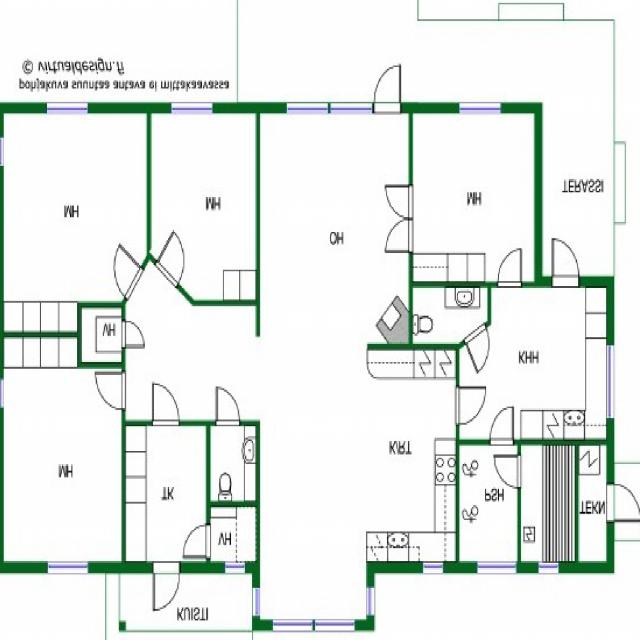 © virtualdesign.fi
pohjakuva suuntaa antava ei mittakaavassa
TERASSI
MH
MH
MH
OH
VH
KHH
KRT
MH
TK
PSH
TEKN
VH
KUISTI